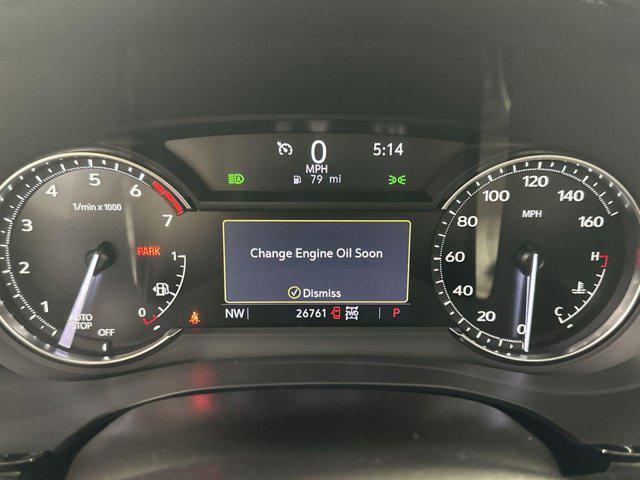 0
MPH
5:14
79 mi
1 2 3 4 5 6 7
1/min x 1000
PARK
1
0
AUTO
STOP
OFF
Change Engine Oil Soon
Dismiss
NW
26761
2WD
P
0 20 40 60 80 100 120 140 160
MPH
H
C